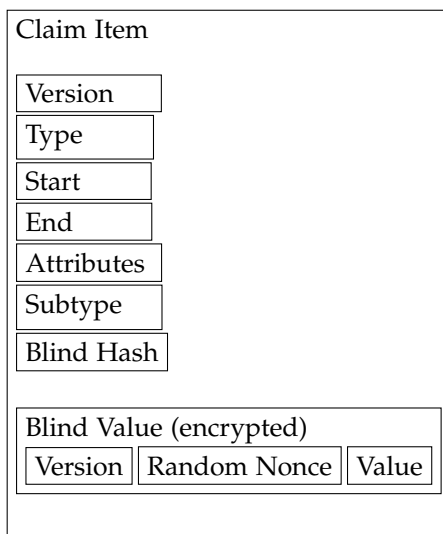 Claim Item
Version
Type
Start
End
Attributes
Subtype
Blind Hash
Blind Value (encrypted)
Version Random Nonce Value